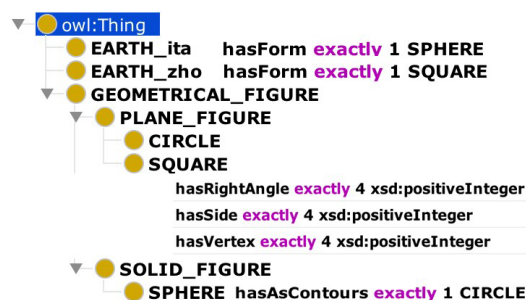 owl:Thing
EARTH_ita hasForm exactly 1 SPHERE
EARTH_zho hasForm exactly 1 SQUARE
GEOMETRICAL_FIGURE
PLANE_FIGURE
CIRCLE
SQUARE
hasRightAngle exactly 4 xsd:positiveInteger
hasSide exactly 4 xsd:positiveInteger
hasVertex exactly 4 xsd:positiveInteger
SOLID_FIGURE
SPHERE hasAsContours exactly 1 CIRCLE